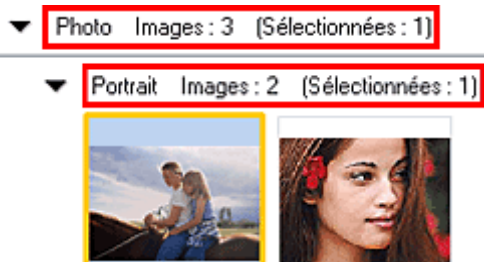 Photo Images : 3 (Sélectionnées : 1)
Portrait Images : 2 (Sélectionnées : 1)